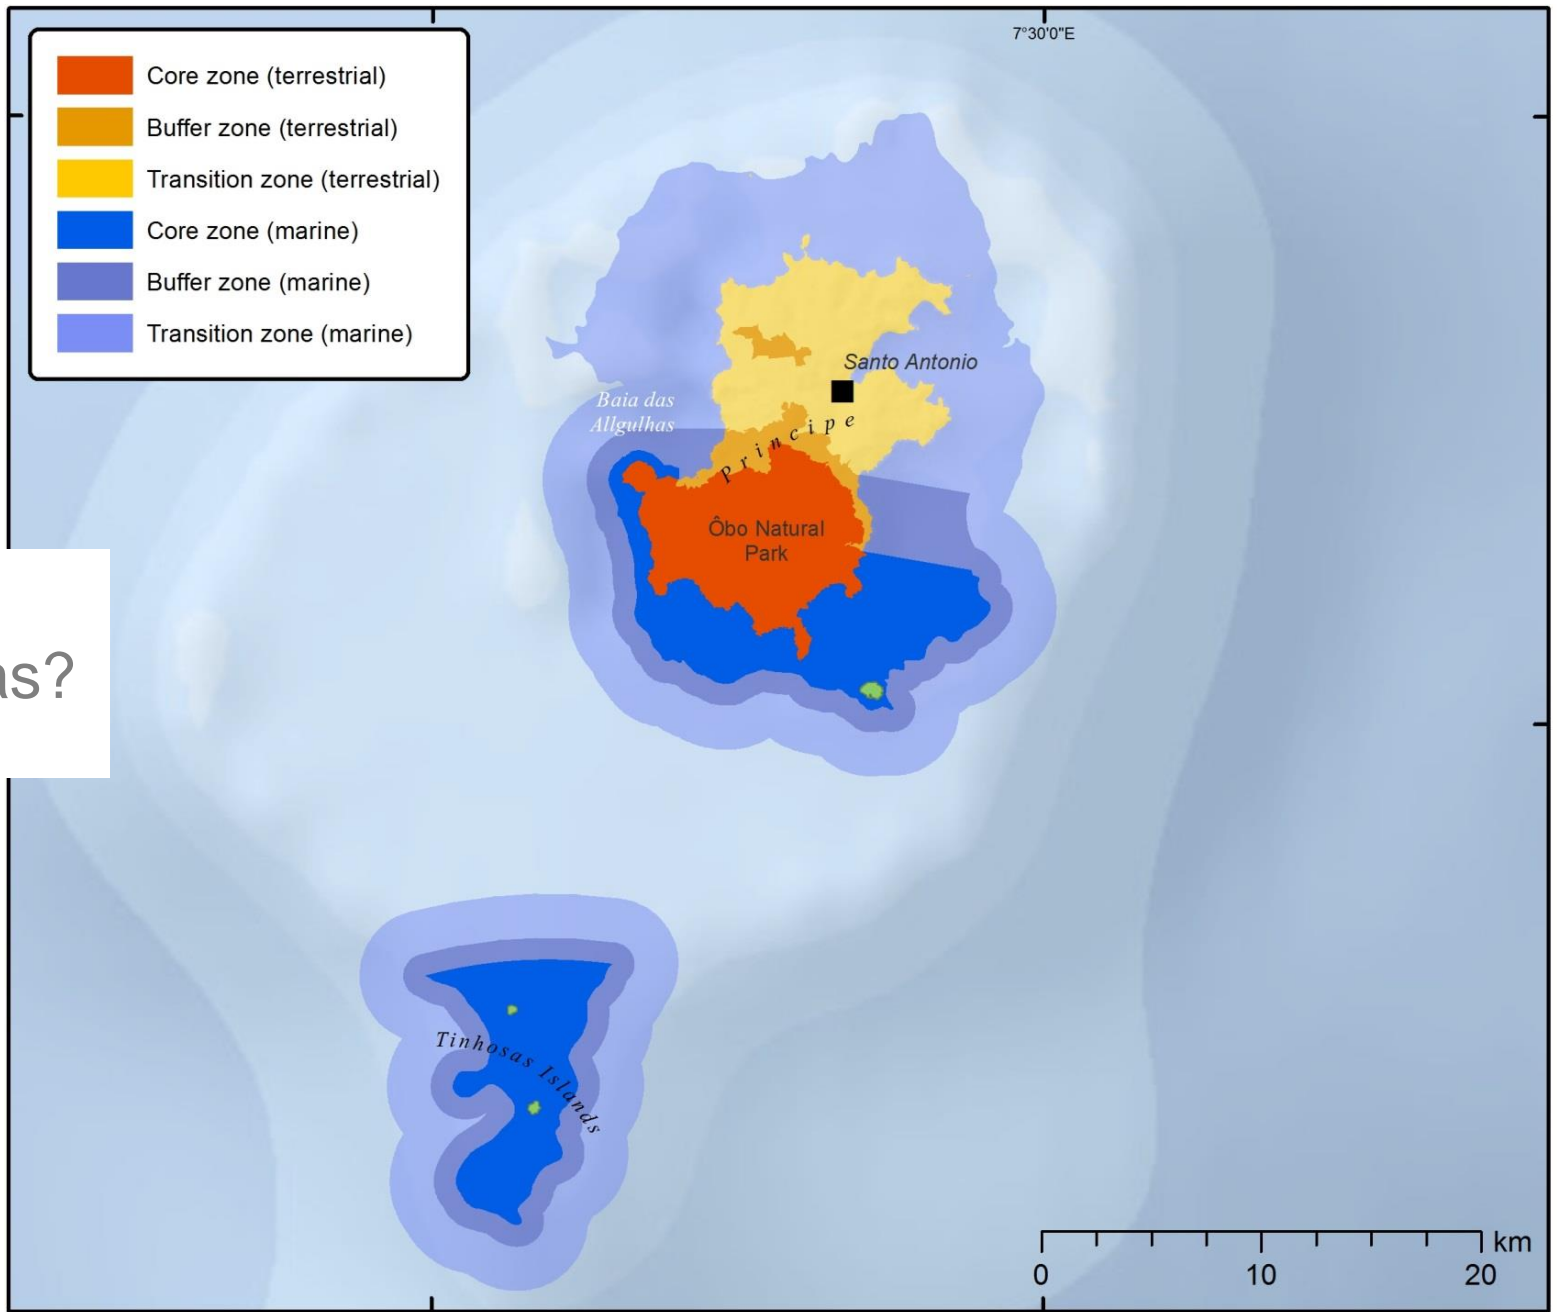 7°30'0"E
Core zone (terrestrial)
Buffer zone (terrestrial)
Transition zone (terrestrial)
Core zone (marine)
Buffer zone (marine)
Transition zone (marine)
Santo Antonio
Baia das
Allgulhas
Principe
Ôbo Natural
Park
as?
Tinhosas Islands
km
0 10 20